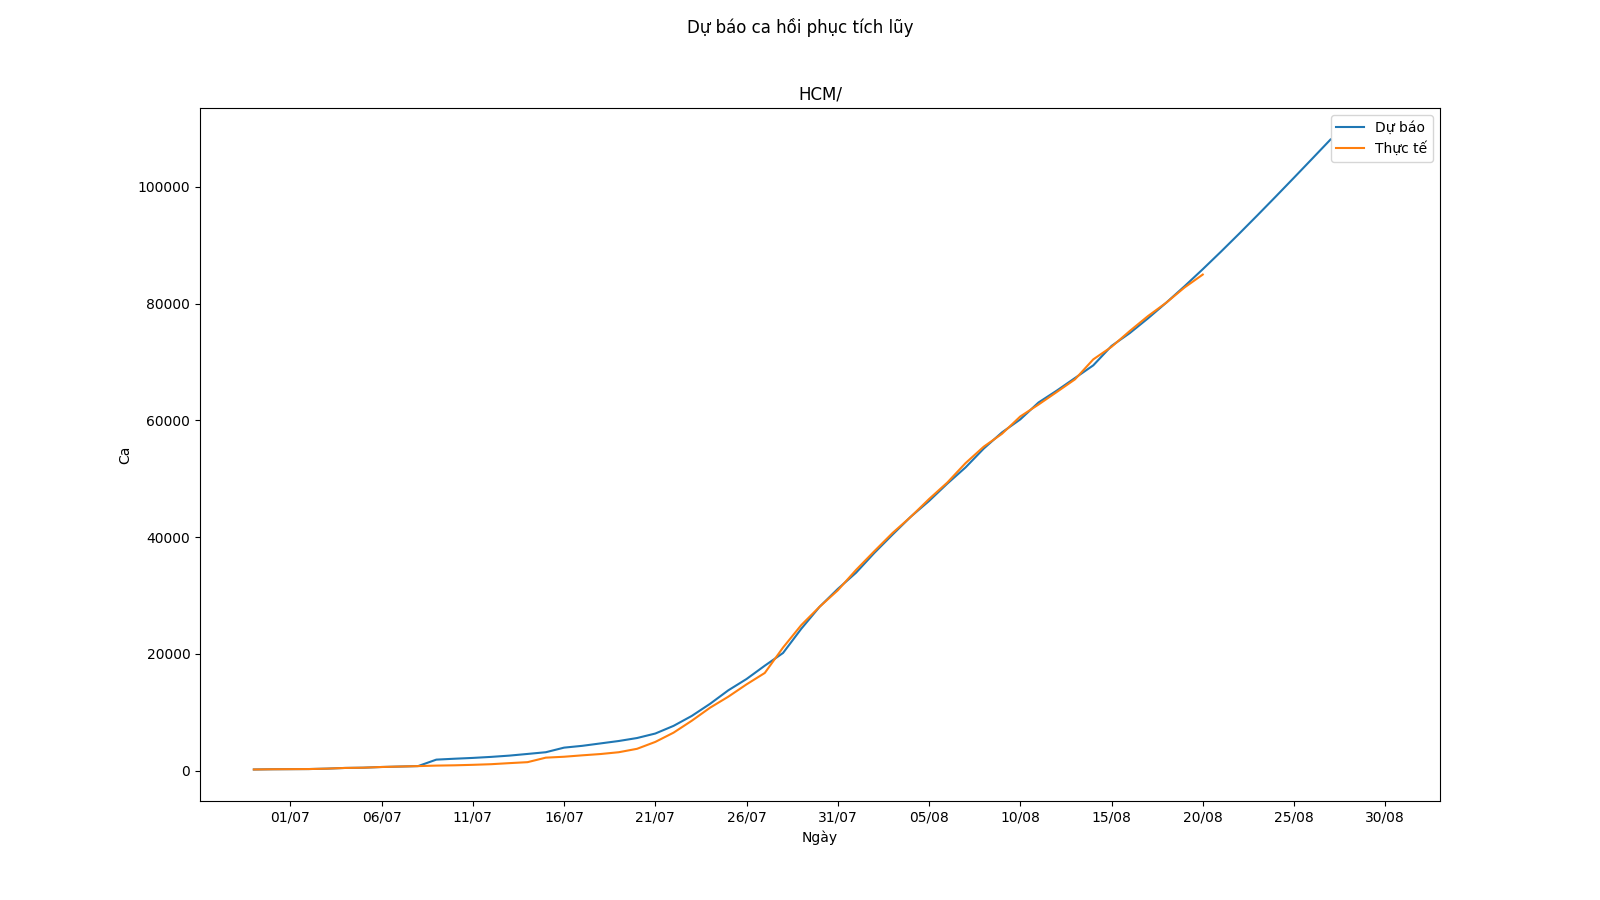 Dự báo ca hồi phục tích lũy
HCM/
Dự báo
Thực tế
100000
80000
60000
40000
20000
0
Ca
01/07 06/07 11/07 16/07 21/07 26/07 31/07 05/08 10/08 15/08 20/08 25/08 30/08
Ngày